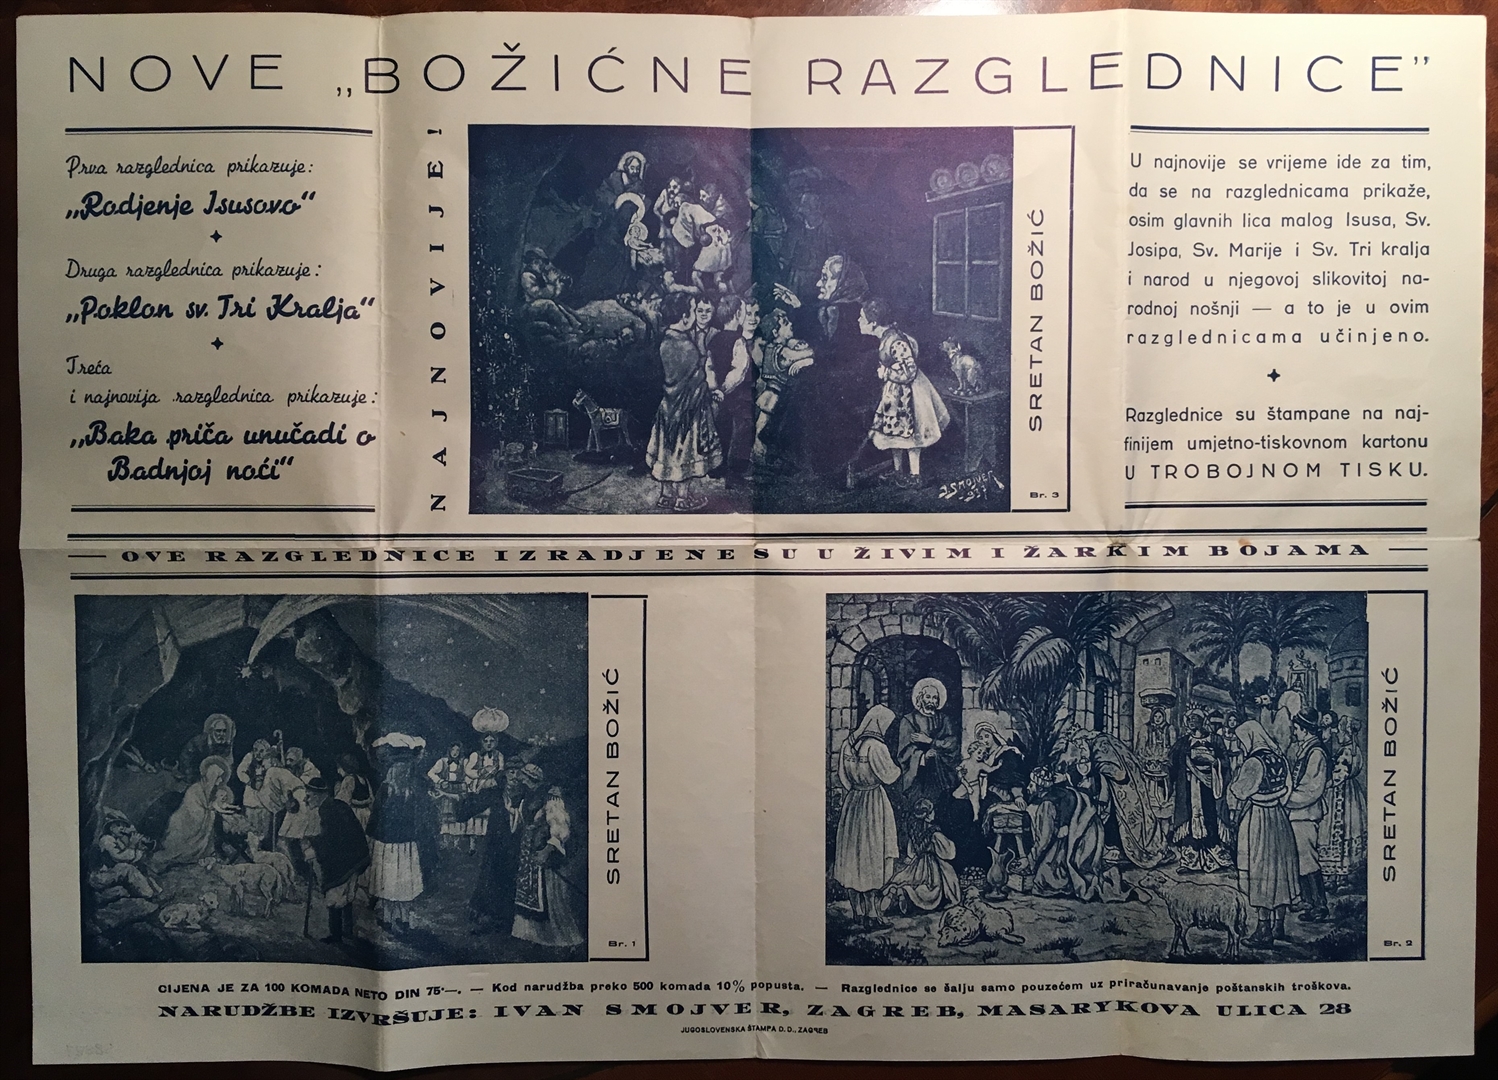 NOVE „BOŽIĆNE RAZGLEDNICE”
Prva razglednica prikazuje:
„Rodjenje Isusovo“
Druga razglednica prikazuje:
„Poklon sv. Tri Kralja“
Treća
i najnovija razglednica prikazuje:
„Baka priča unučadi o
Badnjoj noći“
NAJNOVIJE!
J. SMOJVER
1937
SRETAN BOŽIĆ
Br. 3
U najnovije se vrijeme ide za tim,
da se na razglednicama prikaže,
osim glavnih lica malog Isusa, Sv.
Josipa, Sv. Marije i Sv. Tri kralja
i narod u njegovoj slikovitoj na-
rodnoj nošnji — a to je u ovim
razglednicama učinjeno.
Razglednice su štampane na naj-
finijem umjetno-tiskovnom kartonu
U TROBOJNOM TISKU.
— OVE RAZGLEDNICE IZRADJENE SU U ŽIVIM I ŽARKIM BOJAMA —
SRETAN BOŽIĆ
Br. 1
SRETAN BOŽIĆ
Br. 2
CIJENA JE ZA 100 KOMADA NETO DIN 75·—. — Kod narudžba preko 500 komada 10% popusta. — Razglednice se šalju samo pouzećem uz priračunavanje poštanskih troškova.
NARUDŽBE IZVRŠUJE: IVAN SMOJVER, ZAGREB, MASARYKOVA ULICA 28
JUGOSLOVENSKA ŠTAMPA D. D., ZAGREB